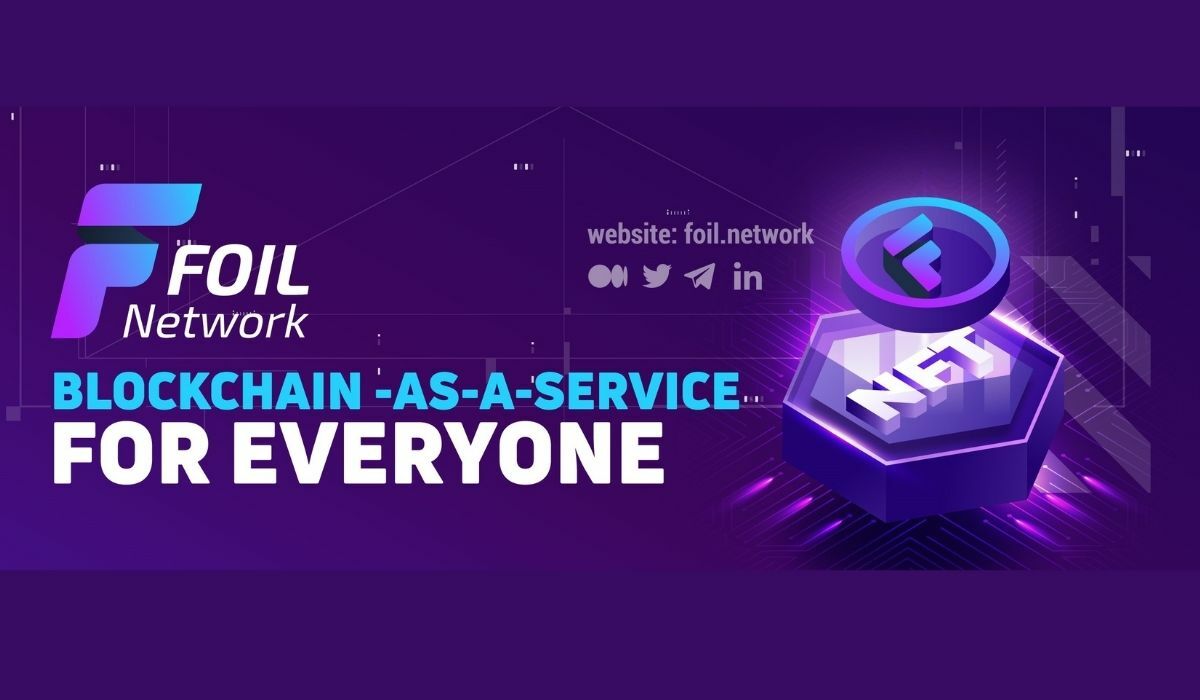 FOIL
Network
website: foil.network
BLOCKCHAIN -AS-A-SERVICE
FOR EVERYONE
NFT